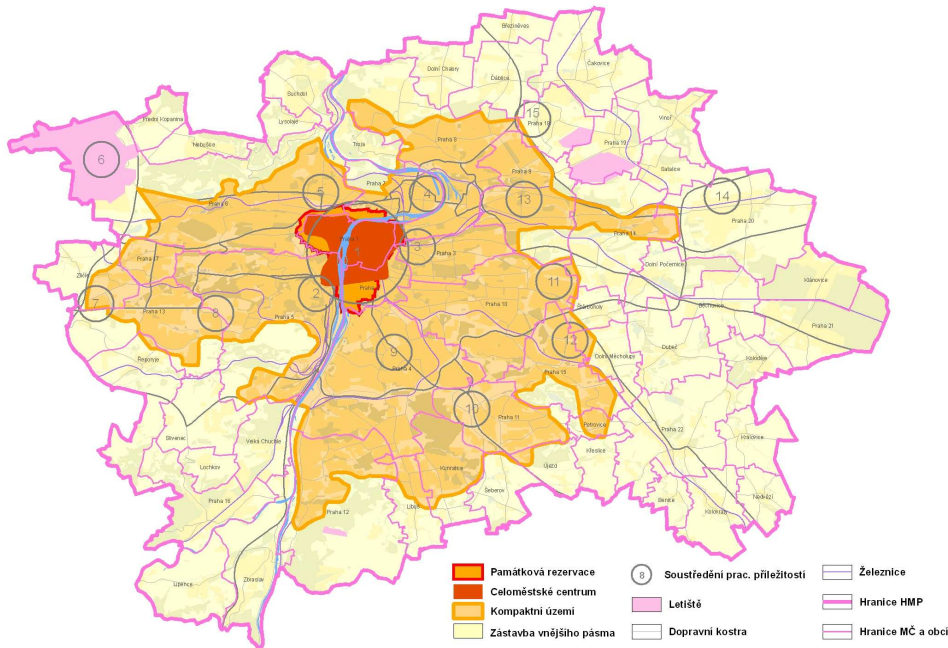 Březiněves
Čakovice
Dolní Chabry
Ďáblice
Suchdol
Přední Kopanina
Lysolaje
15
Praha 18
Vinoř
Nebušice
Troja
Praha 8
Praha 19
6
Satalice
Praha 9
Praha 7
5
4
13
14
Praha 6
Praha 20
Praha 14
Praha 1
3
Praha 3
Praha 17
Zličín
Dolní Počernice
Klánovice
2
11
Praha 10
Štěrboholy
Běchovice
7
8
Praha 13
Praha 5
Praha 21
12
Dubeč
Koloděje
Řeporyje
9
Praha 4
Dolní Měcholupy
Praha 15
10
Praha 11
Petrovice
Praha 22
Slivenec
Velká Chuchle
Královice
Křeslice
Lochkov
Kunratice
Újezd
Šeberov
Nedvězí
Praha 16
Benice
Praha 12
Libuš
Kolovraty
Lipence
Zbraslav
Památková rezervace
8 Soustředění prac. příležitostí
Železnice
Celoměstské centrum
Letiště
Hranice HMP
Kompaktní území
Zástavba vnějšího pásma
Dopravní kostra
Hranice MČ a obcí